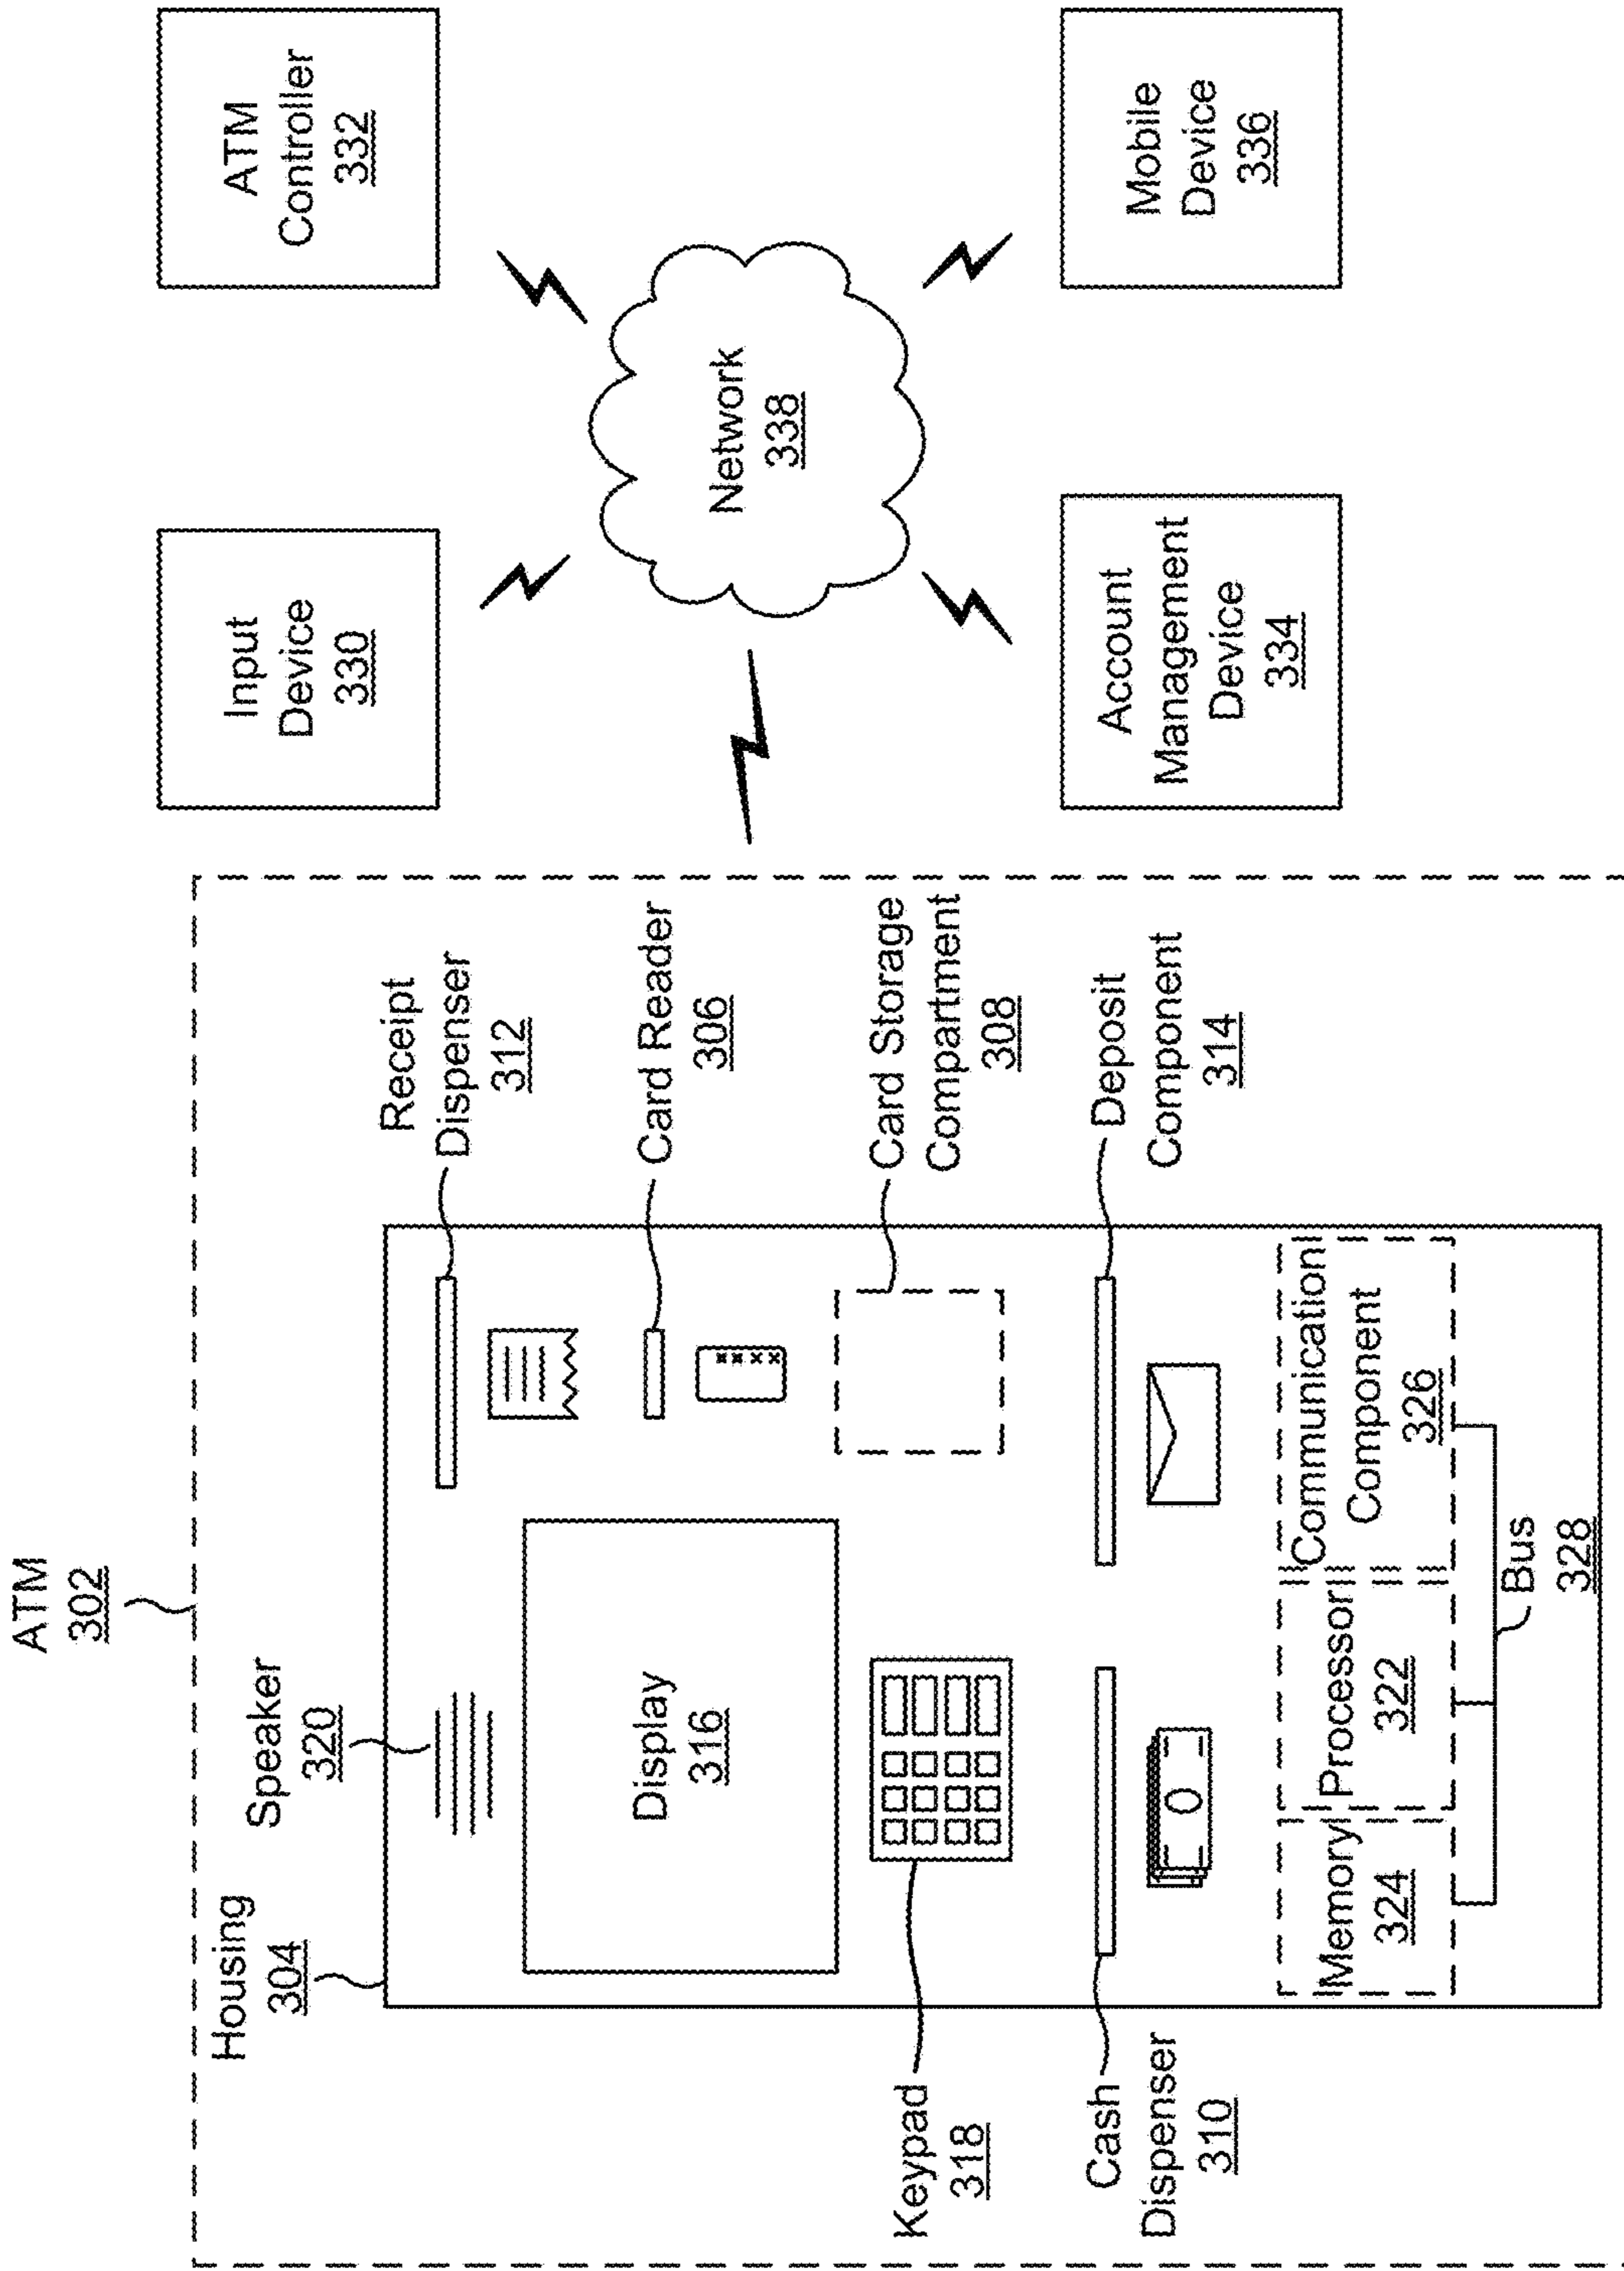 ATM
302
Housing
304
Speaker
320
Receipt
Dispenser
312
Card Reader
306
Display
316
Card Storage
Compartment
308
Keypad
318
Cash
Dispenser
310
Deposit
Component
314
Memory
324
Processor
322
Communication
Component
326
Bus
328
Input
Device
330
ATM
Controller
332
Network
338
Account
Management
Device
334
Mobile
Device
336